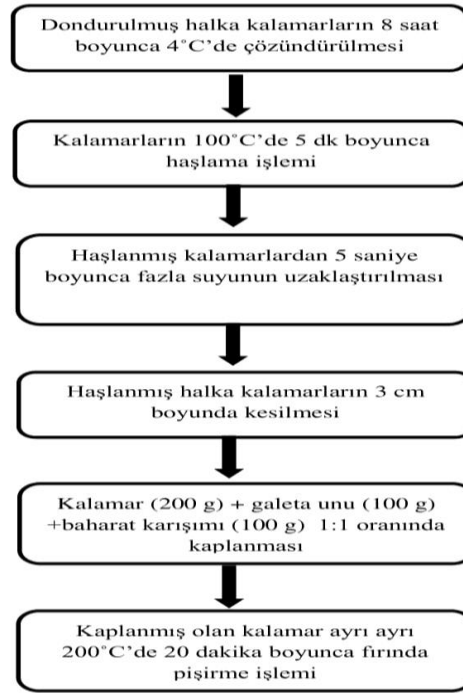 Dondurulmuş halka kalamarların 8 saat
boyunca 4˚C’de çözündürülmesi
Kalamarların 100˚C’de 5 dk boyunca
haşlama işlemi
Haşlanmış kalamarlardan 5 saniye
boyunca fazla suyunun uzaklaştırılması
Haşlanmış halka kalamarların 3 cm
boyunda kesilmesi
Kalamar (200 g) + galeta unu (100 g)
+baharat karışımı (100 g) 1:1 oranında
kaplanması
Kaplanmış olan kalamar ayrı ayrı
200˚C’de 20 dakika boyunca fırında
pişirme işlemi